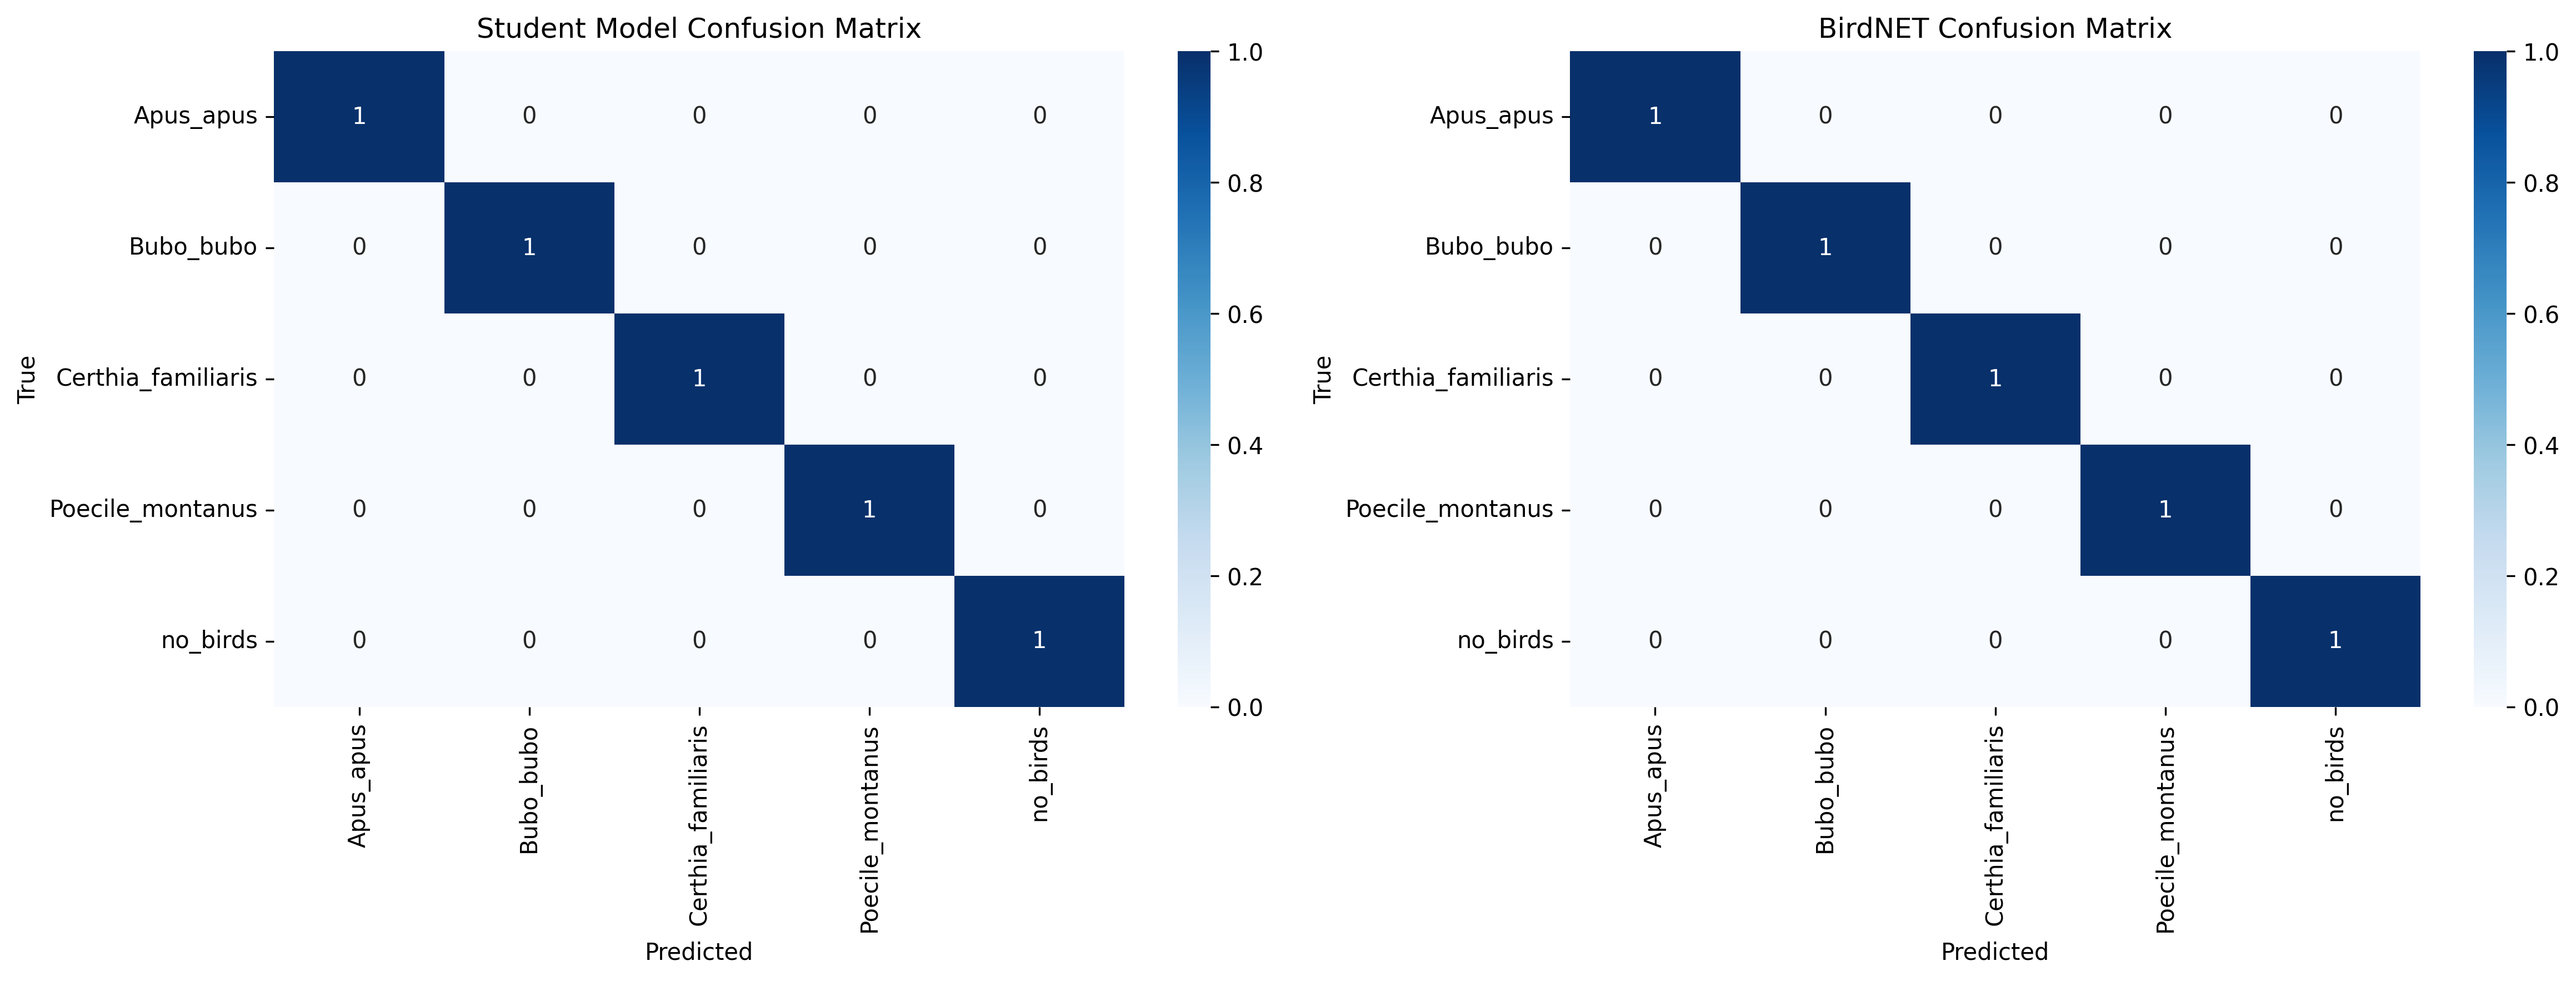 Student Model Confusion Matrix
Apus_apus 1 0 0 0 0
Bubo_bubo 0 1 0 0 0
Certhia_familiaris 0 0 1 0 0
Poecile_montanus 0 0 0 1 0
no_birds 0 0 0 0 1
True
Apus_apus Bubo_bubo Certhia_familiaris Poecile_montanus no_birds
Predicted
1.0
0.8
0.6
0.4
0.2
0.0
BirdNET Confusion Matrix
Apus_apus 1 0 0 0 0
Bubo_bubo 0 1 0 0 0
Certhia_familiaris 0 0 1 0 0
Poecile_montanus 0 0 0 1 0
no_birds 0 0 0 0 1
True
Apus_apus Bubo_bubo Certhia_familiaris Poecile_montanus no_birds
Predicted
1.0
0.8
0.6
0.4
0.2
0.0